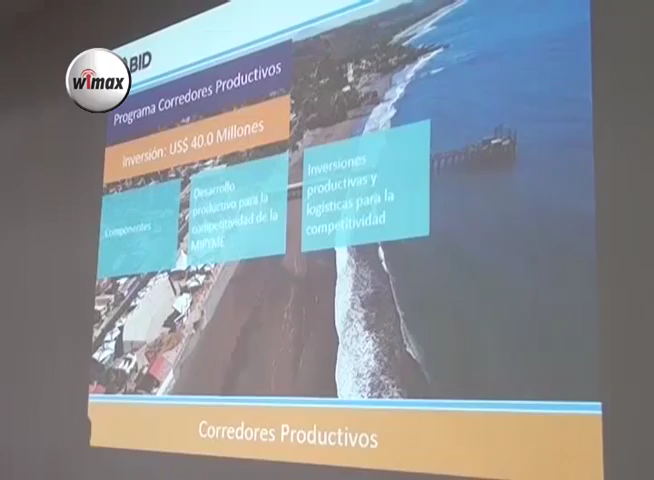 wimax
BID
Programa Corredores Productivos
Inversión: US$ 40.0 Millones
Componentes
Desarrollo
productivo para la
competitividad de la
MIPYME
Inversiones
productivas y
logísticas para la
competitividad
Corredores Productivos